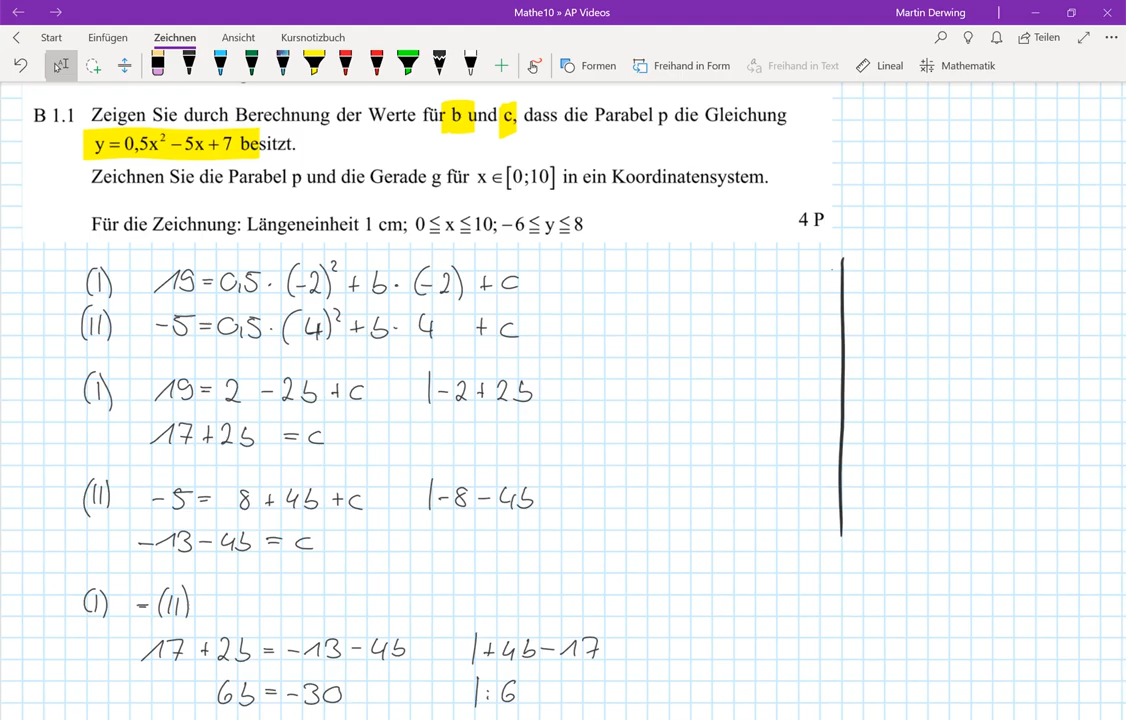 Mathe10 » AP Videos
Martin Derwing
Start Einfügen Zeichnen Ansicht Kursnotizbuch
Teilen
Formen Freihand in Form Freihand in Text Lineal Mathematik
B 1.1 Zeigen Sie durch Berechnung der Werte für b und c, dass die Parabel p die Gleichung
y = 0,5x² − 5x + 7 besitzt.
Zeichnen Sie die Parabel p und die Gerade g für x ∈ [0;10] in ein Koordinatensystem.
Für die Zeichnung: Längeneinheit 1 cm; 0 ≦ x ≦ 10; −6 ≦ y ≦ 8 4 P
(I) 19 = 0,5 · (-2)² + b · (-2) + c
(II) -5 = 0,5 · (4)² + b · 4 + c
(I) 19 = 2 - 2b + c |-2 + 2b
17 + 2b = c
(II) -5 = 8 + 4b + c |-8 - 4b
-13 - 4b = c
(I) = (II)
17 + 2b = -13 - 4b |+4b - 17
6b = -30 |: 6